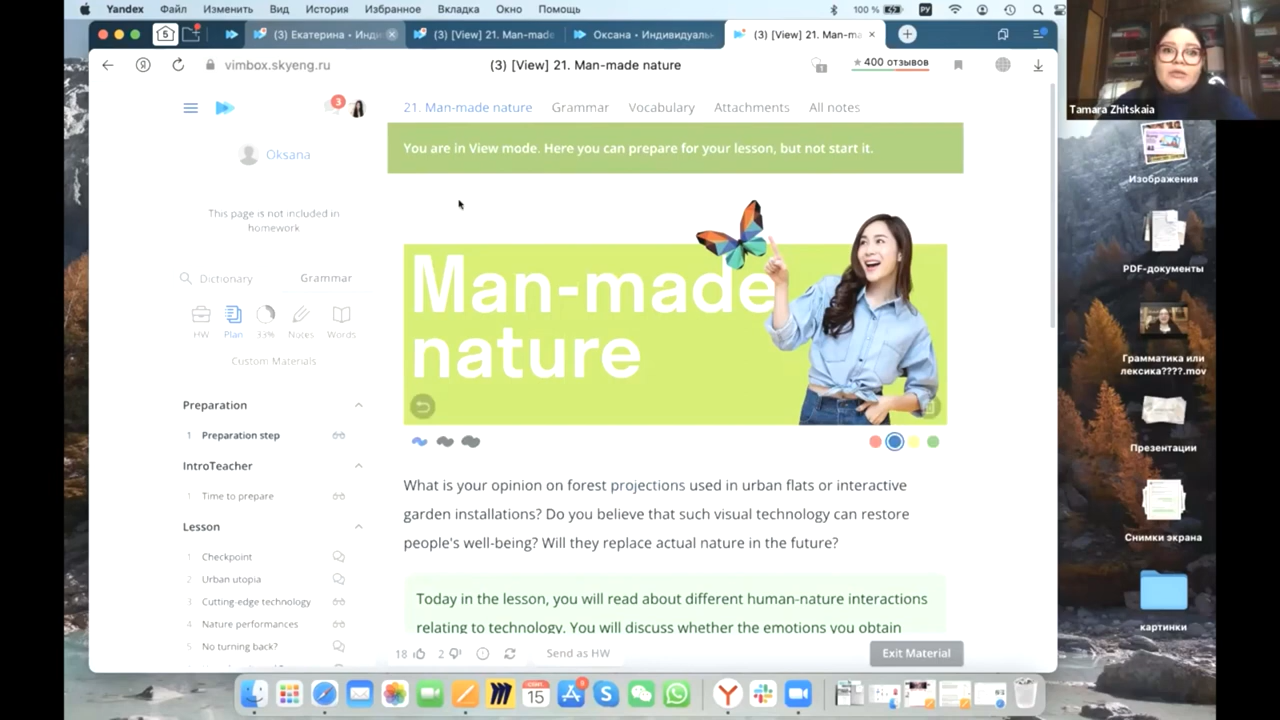 Yandex Файл Изменить Вид История Избранное Вкладка Окно Помощь
100 % РУ
5
(3) Екатерина • Инди
(3) [View] 21. Man-made
Оксана • Индивидуаль
(3) [View] 21. Man-ma
vimbox.skyeng.ru
(3) [View] 21. Man-made nature
400 отзывов
Tamara Zhitskaia
3
21. Man-made nature Grammar Vocabulary Attachments All notes
Oksana
This page is not included in
homework
Dictionary Grammar
HW Plan 33% Notes Words
Custom Materials
Preparation
1 Preparation step
IntroTeacher
1 Time to prepare
Lesson
1 Checkpoint
2 Urban utopia
3 Cutting-edge technology
4 Nature performances
5 No turning back?
You are in View mode. Here you can prepare for your lesson, but not start it.
Man-made
nature
What is your opinion on forest projections used in urban flats or interactive
garden installations? Do you believe that such visual technology can restore
people's well-being? Will they replace actual nature in the future?
Today in the lesson, you will read about different human-nature interactions
relating to technology. You will discuss whether the emotions you obtain
18 2 Send as HW Exit Material
Изображения
PDF-документы
Грамматика или
лексика????.mov
Презентации
Снимки экрана
картинки
15